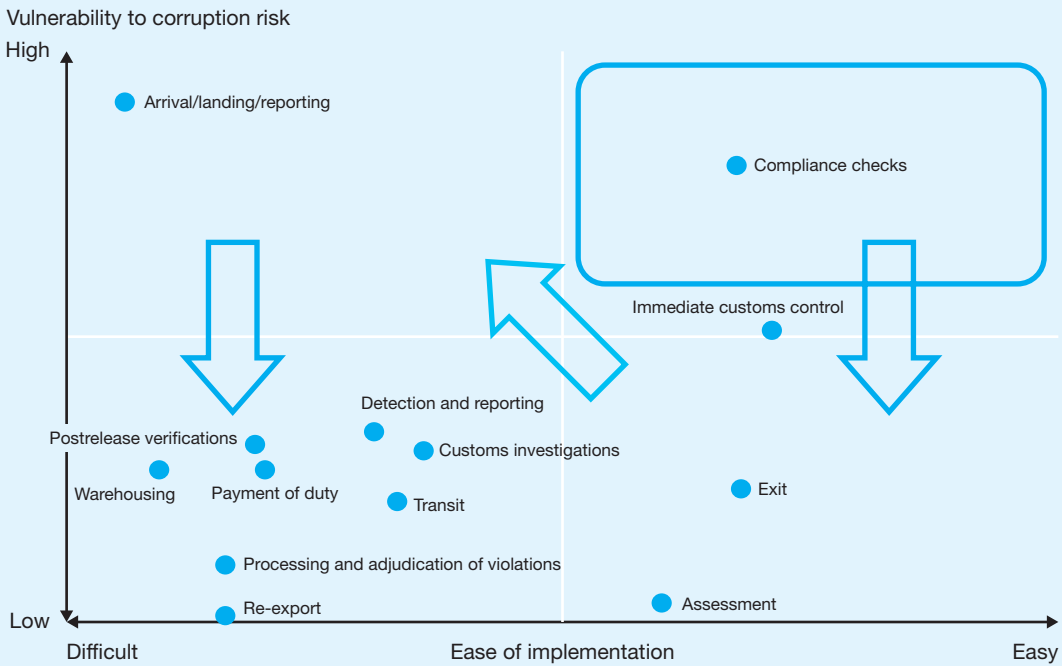 Vulnerability to corruption risk
High
Arrival/landing/reporting
Compliance checks
Immediate customs control
Detection and reporting
Postrelease verifications
Customs investigations
Warehousing
Payment of duty
Exit
Transit
Processing and adjudication of violations
Re-export
Assessment
Low
Difficult
Ease of implementation
Easy